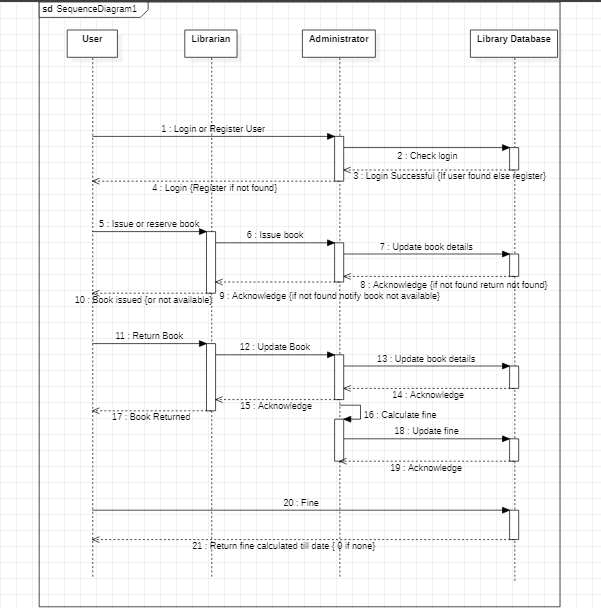 sd SequenceDiagram1
User
Librarian
Administrator
Library Database
1 : Login or Register User
2 : Check login
3 : Login Successful {If user found else register}
4 : Login {Register if not found}
5 : Issue or reserve book
6 : Issue book
7 : Update book details
8 : Acknowledge {if not found return not found}
9 : Acknowledge {if not found notify book not available}
10 : Book issued {or not available}
11 : Return Book
12 : Update Book
13 : Update book details
14 : Acknowledge
15 : Acknowledge
16 : Calculate fine
17 : Book Returned
18 : Update fine
19 : Acknowledge
20 : Fine
21 : Return fine calculated till date { 0 if none}